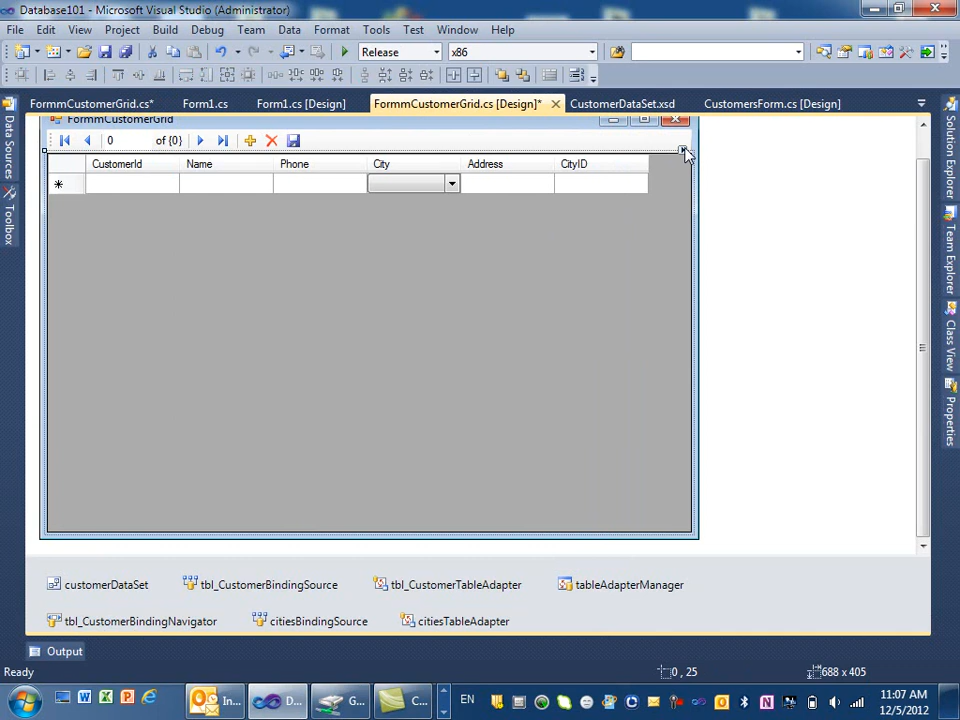 Database101 - Microsoft Visual Studio (Administrator)
File Edit View Project Build Debug Team Data Format Tools Test Window Help
Release x86
FormmCustomerGrid.cs* Form1.cs Form1.cs [Design] FormmCustomerGrid.cs [Design]* CustomerDataSet.xsd CustomersForm.cs [Design]
Data Sources
Toolbox
FormmCustomerGrid
0 of {0}
CustomerId Name Phone City Address CityID
customerDataSet tbl_CustomerBindingSource tbl_CustomerTableAdapter tableAdapterManager
tbl_CustomerBindingNavigator citiesBindingSource citiesTableAdapter
Solution Explorer
Team Explorer
Class View
Properties
Output
Ready 0 , 25 688 x 405
In... D... G... C... EN 11:07 AM
12/5/2012